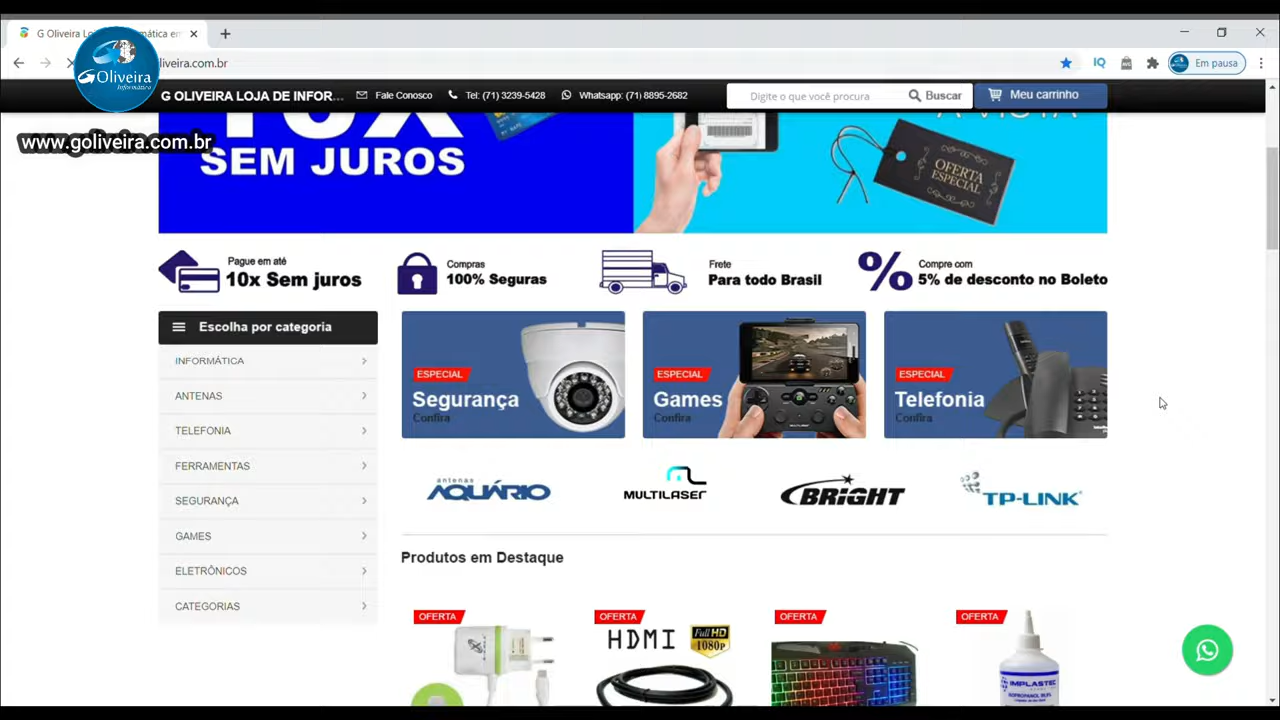 G Oliveira Lo
mática em
GOliveira
Informática
liveira.com.br
IQ
Em pausa
G OLIVEIRA LOJA DE INFOR...
Fale Conosco
Tel: (71) 3239-5428
Whatsapp: (71) 8895-2682
Digite o que você procura
Buscar
Meu carrinho
www.goliveira.com.br
10X
SEM JUROS
À VISTA
OFERTA
ESPECIAL
Pague em até
10x Sem juros
Compras
100% Seguras
Frete
Para todo Brasil
%
Compre com
5% de desconto no Boleto
Escolha por categoria
INFORMÁTICA
ANTENAS
TELEFONIA
FERRAMENTAS
SEGURANÇA
GAMES
ELETRÔNICOS
CATEGORIAS
ESPECIAL
Segurança
Confira
ESPECIAL
Games
Confira
ESPECIAL
Telefonia
Confira
antenas
AQUÁRIO
MULTILASER
BRIGHT
TP-LINK
Produtos em Destaque
OFERTA
OFERTA
HDMI
Full HD
1080p
OFERTA
OFERTA
IMPLASTEC